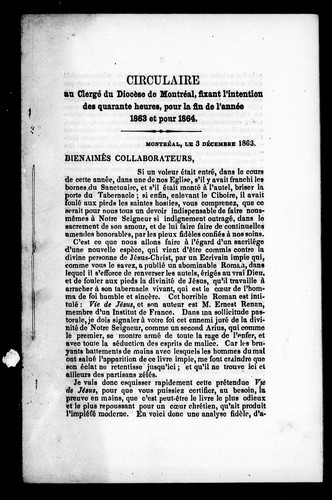 CIRCULAIRE
au Clergé du Diocèse de Montréal, fixant l'intention
des quarante heures, pour la fin de l'année
1863 et pour 1864.
MONTRÉAL, LE 3 DÉCEMBRE 1863.
BIENAIMÉS COLLABORATEURS,
Si un voleur était entré, dans le cours
de cette année, dans une de nos Eglise, s'il y avait franchi les
bornes du Sanctuaire, et s'il était monté à l'autel, briser la
porte du Tabernacle ; si enfin, enlevant le Ciboire, il avait
foulé aux pieds les saintes hosties, vous comprenez, que ce
serait pour nous tous un devoir indispensable de faire nous-
mêmes à Notre Seigneur si indignement outragé, dans ce
sacrement de son amour, et de lui faire faire de continuelles
amendes honorables, par les pieux fidèles confiés à nos soins.
C'est ce que nous allons faire à l'égard d'un sacrilége
d'une nouvelle espèce, qui vient d'être commis contre la
divine personne de Jésus-Christ, par un Ecrivain impie qui,
comme vous le savez, a publié un abominable Roman, dans
lequel il s'efforce de renverser les autels, érigés au vrai Dieu,
et de fouler aux pieds la divinité de Jésus, qu'il travaille à
arracher à son tabernacle vivant, qui est le cœur de l'hom-
me de foi humble et sincère. Cet horrible Roman est inti-
tulé : Vie de Jésus, et son auteur est M. Ernest Renan,
membre d'un Institut de France. Dans ma sollicitude pas-
torale, je dois signaler à votre foi cet ennemi juré de la divi-
nité de Notre Seigneur, comme un second Arius, qui comme
le premier, se montre armé de toute la rage de l'enfer, et
avec toute la séduction des esprits de malice. Car les bru-
yants battements de mains avec lesquels les hommes du mal
ont salué l'apparition de ce livre impie, me font craindre que
son éclat ne retentisse jusqu'ici ; et qu'il ne trouve ici et
ailleurs des partisans zélés.
Je vais donc esquisser rapidement cette prétendue Vie
de Jésus, pour que vous puissiez certifier, au besoin, la
preuve en mains, que c'est peut-être le livre le plus odieux
et le plus repoussant pour un cœur chrétien, qu'ait produit
l'impiété moderne. En voici donc une analyse fidèle, d'a-